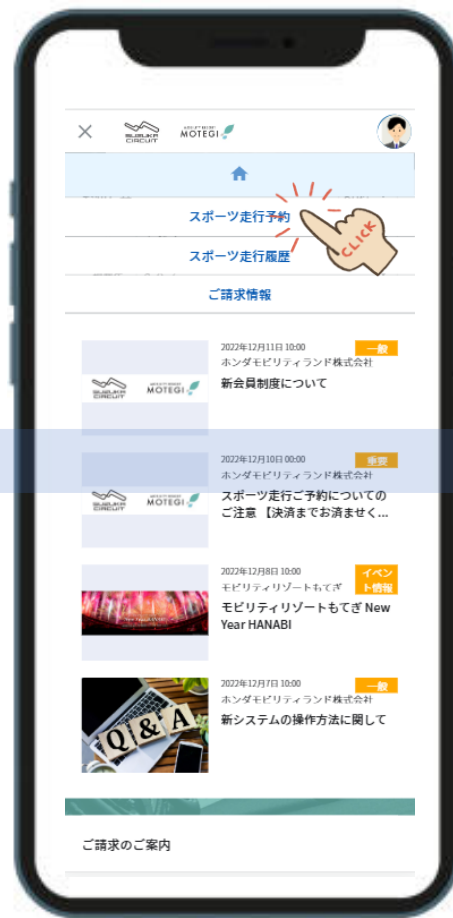 SUZUKA CIRCUIT
MOTEGI
スポーツ走行予約
CLICK
スポーツ走行履歴
ご請求情報
2022年12月11日 10:00
一般
ホンダモビリティランド株式会社
新会員制度について
SUZUKA CIRCUIT
MOTEGI
2022年12月10日 00:00
重要
ホンダモビリティランド株式会社
スポーツ走行ご予約についての
ご注意 【決済までお済ませく...
SUZUKA CIRCUIT
MOTEGI
2022年12月8日 10:00
イベン
ト情報
モビリティリゾートもてぎ
モビリティリゾートもてぎ New
Year HANABI
2022年12月7日 10:00
一般
ホンダモビリティランド株式会社
新システムの操作方法に関して
Q & A
ご請求のご案内